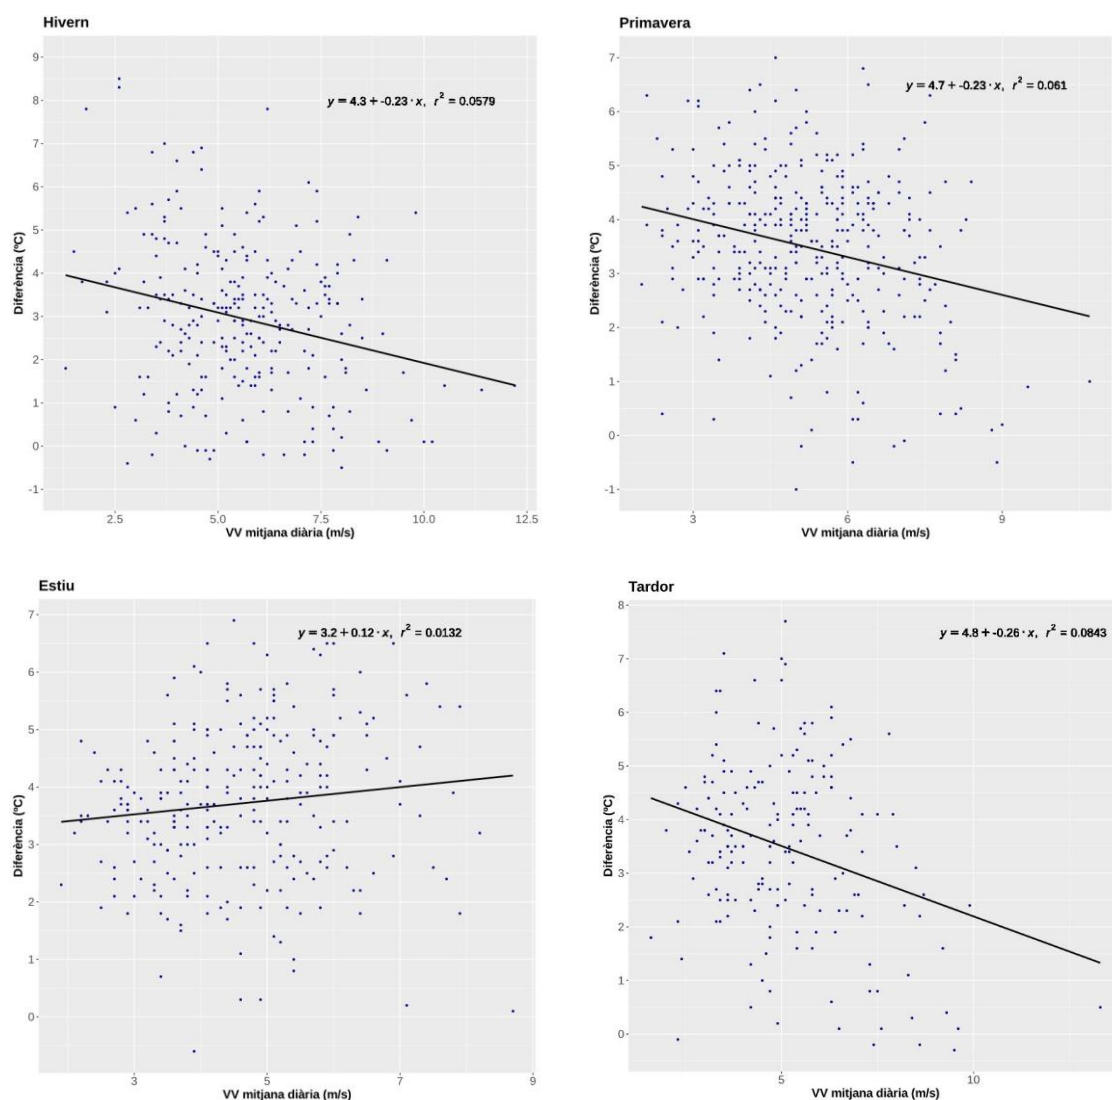 Hivern
y = 4.3 + -0.23 · x, r² = 0.0579
9
8
7
6
5
4
3
2
1
0
-1
Diferència (ºC)
2.5 5.0 7.5 10.0 12.5
VV mitjana diària (m/s)
Primavera
y = 4.7 + -0.23 · x, r² = 0.061
7
6
5
4
3
2
1
0
-1
Diferència (ºC)
3 6 9
VV mitjana diària (m/s)
Estiu
y = 3.2 + 0.12 · x, r² = 0.0132
7
6
5
4
3
2
1
0
Diferència (ºC)
3 5 7 9
VV mitjana diària (m/s)
Tardor
y = 4.8 + -0.26 · x, r² = 0.0843
8
7
6
5
4
3
2
1
0
Diferència (ºC)
5 10
VV mitjana diària (m/s)